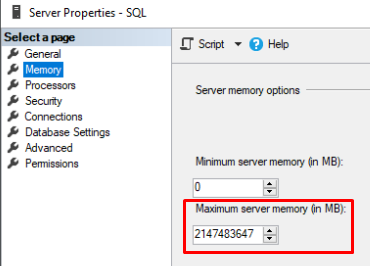 Server Properties - SQL
Select a page
General
Memory
Processors
Security
Connections
Database Settings
Advanced
Permissions
Script
Help
Server memory options
Minimum server memory (in MB):
0
Maximum server memory (in MB):
2147483647